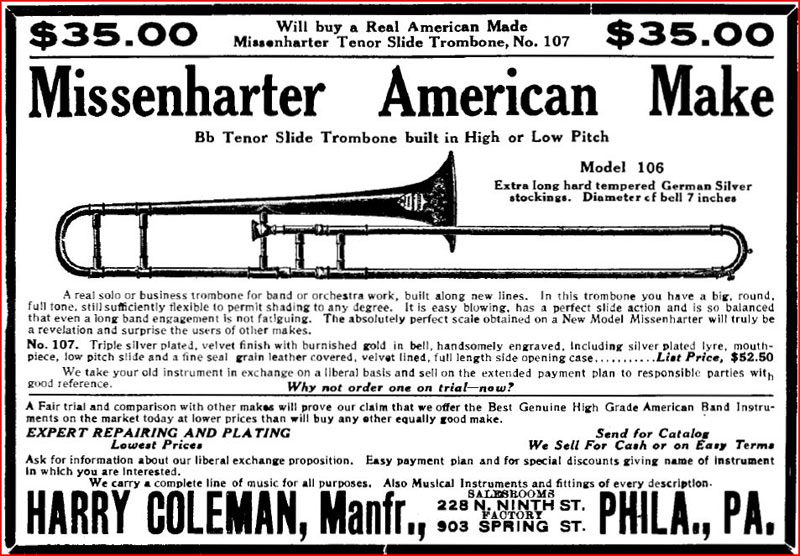 $35.00 Will buy a Real American Made $35.00
Missenharter Tenor Slide Trombone, No. 107
Missenharter American Make
Bb Tenor Slide Trombone built in High or Low Pitch
Model 106
Extra long hard tempered German Silver
stockings. Diameter of bell 7 inches
A real solo or business trombone for band or orchestra work, built along new lines. In this trombone you have a big, round,
full tone, still sufficiently flexible to permit shading to any degree. It is easy blowing, has a perfect slide action and is so balanced
that even a long band engagement is not fatiguing. The absolutely perfect scale obtained on a New Model Missenharter will truly be
a revelation and surprise the users of other makes.
No. 107. Triple silver plated, velvet finish with burnished gold in bell, handsomely engraved, including silver plated lyre, mouth-
piece, low pitch slide and a fine seal grain leather covered, velvet lined, full length side opening case...........List Price, $52.50
We take your old instrument in exchange on a liberal basis and sell on the extended payment plan to responsible parties with
good reference. Why not order one on trial—now?
A Fair trial and comparison with other makes will prove our claim that we offer the Best Genuine High Grade American Band Instru-
ments on the market today at lower prices than will buy any other equally good make.
EXPERT REPAIRING AND PLATING Send for Catalog
Lowest Prices We Sell For Cash or on Easy Terms
Ask for information about our liberal exchange proposition. Easy payment plan and for special discounts giving name of instrument
in which you are interested.
We carry a complete line of music for all purposes. Also Musical Instruments and fittings of every description.
HARRY COLEMAN, Manfr., SALESROOMS 228 N. NINTH ST. FACTORY 903 SPRING ST. PHILA., PA.